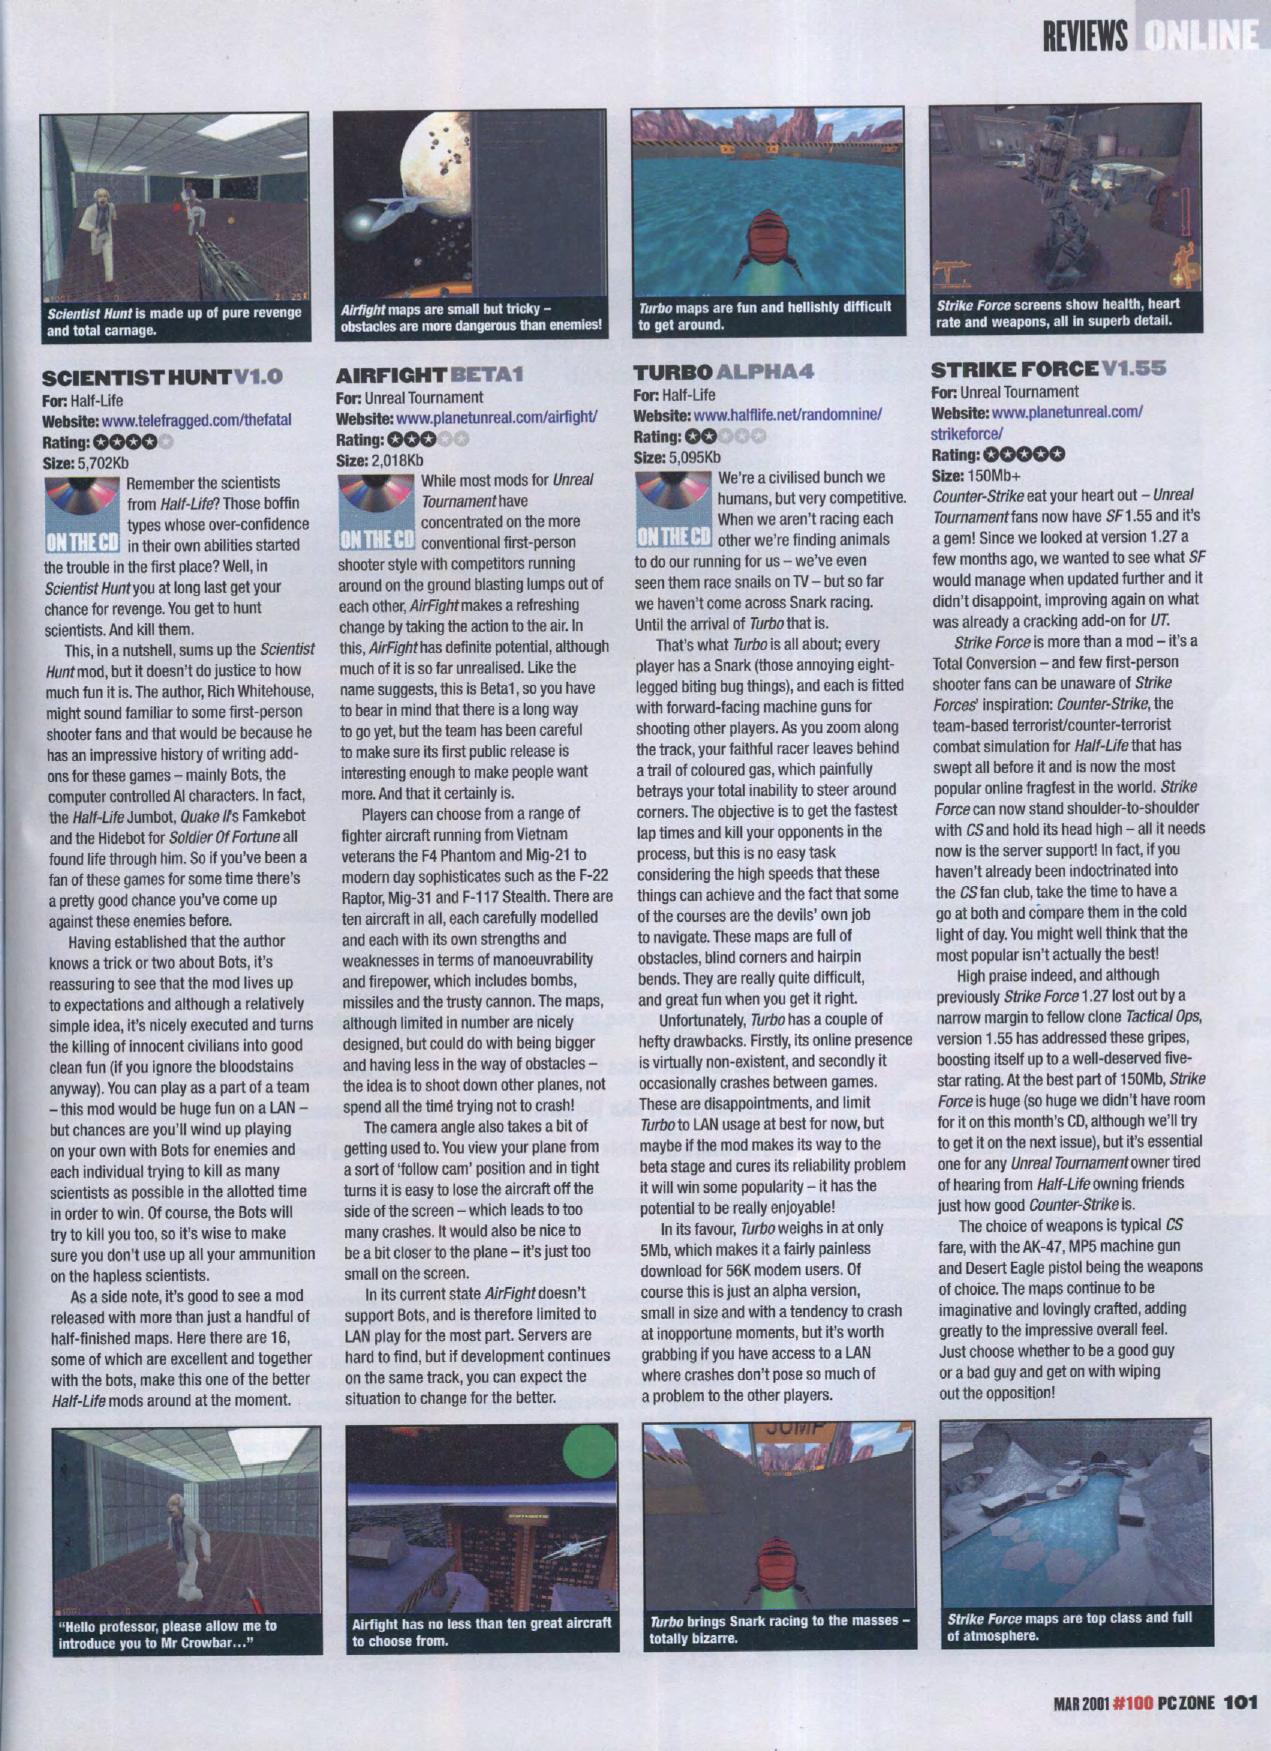 REVIEWS ONLINE
Scientist Hunt is made up of pure revenge
and total carnage.
SCIENTIST HUNT V1.0
For: Half-Life
Website: www.telefragged.com/thefatal
Rating:
Size: 5,702Kb
ON THE CD
Remember the scientists
from Half-Life? Those boffin
types whose over-confidence
in their own abilities started
the trouble in the first place? Well, in
Scientist Hunt you at long last get your
chance for revenge. You get to hunt
scientists. And kill them.
This, in a nutshell, sums up the Scientist
Hunt mod, but it doesn't do justice to how
much fun it is. The author, Rich Whitehouse,
might sound familiar to some first-person
shooter fans and that would be because he
has an impressive history of writing add-
ons for these games – mainly Bots, the
computer controlled AI characters. In fact,
the Half-Life Jumbot, Quake II's Famkebot
and the Hidebot for Soldier Of Fortune all
found life through him. So if you've been a
fan of these games for some time there's
a pretty good chance you've come up
against these enemies before.
Having established that the author
knows a trick or two about Bots, it's
reassuring to see that the mod lives up
to expectations and although a relatively
simple idea, it's nicely executed and turns
the killing of innocent civilians into good
clean fun (if you ignore the bloodstains
anyway). You can play as a part of a team
– this mod would be huge fun on a LAN –
but chances are you'll wind up playing
on your own with Bots for enemies and
each individual trying to kill as many
scientists as possible in the allotted time
in order to win. Of course, the Bots will
try to kill you too, so it's wise to make
sure you don't use up all your ammunition
on the hapless scientists.
As a side note, it's good to see a mod
released with more than just a handful of
half-finished maps. Here there are 16,
some of which are excellent and together
with the bots, make this one of the better
Half-Life mods around at the moment.
"Hello professor, please allow me to
introduce you to Mr Crowbar..."
Airfight maps are small but tricky –
obstacles are more dangerous than enemies!
AIRFIGHT BETA1
For: Unreal Tournament
Website: www.planetunreal.com/airfight/
Rating:
Size: 2,018Kb
ON THE CD
While most mods for Unreal
Tournament have
concentrated on the more
conventional first-person
shooter style with competitors running
around on the ground blasting lumps out of
each other, AirFight makes a refreshing
change by taking the action to the air. In
this, AirFight has definite potential, although
much of it is so far unrealised. Like the
name suggests, this is Beta1, so you have
to bear in mind that there is a long way
to go yet, but the team has been careful
to make sure its first public release is
interesting enough to make people want
more. And that it certainly is.
Players can choose from a range of
fighter aircraft running from Vietnam
veterans the F4 Phantom and Mig-21 to
modern day sophisticates such as the F-22
Raptor, Mig-31 and F-117 Stealth. There are
ten aircraft in all, each carefully modelled
and each with its own strengths and
weaknesses in terms of manoeuvrability
and firepower, which includes bombs,
missiles and the trusty cannon. The maps,
although limited in number are nicely
designed, but could do with being bigger
and having less in the way of obstacles –
the idea is to shoot down other planes, not
spend all the time trying not to crash!
The camera angle also takes a bit of
getting used to. You view your plane from
a sort of 'follow cam' position and in tight
turns it is easy to lose the aircraft off the
side of the screen – which leads to too
many crashes. It would also be nice to
be a bit closer to the plane – it's just too
small on the screen.
In its current state AirFight doesn't
support Bots, and is therefore limited to
LAN play for the most part. Servers are
hard to find, but if development continues
on the same track, you can expect the
situation to change for the better.
Airfight has no less than ten great aircraft
to choose from.
Turbo maps are fun and hellishly difficult
to get around.
TURBO ALPHA4
For: Half-Life
Website: www.halflife.net/randomnine/
Rating:
Size: 5,095Kb
ON THE CD
We're a civilised bunch we
humans, but very competitive.
When we aren't racing each
other we're finding animals
to do our running for us – we've even
seen them race snails on TV – but so far
we haven't come across Snark racing.
Until the arrival of Turbo that is.
That's what Turbo is all about; every
player has a Snark (those annoying eight-
legged biting bug things), and each is fitted
with forward-facing machine guns for
shooting other players. As you zoom along
the track, your faithful racer leaves behind
a trail of coloured gas, which painfully
betrays your total inability to steer around
corners. The objective is to get the fastest
lap times and kill your opponents in the
process, but this is no easy task
considering the high speeds that these
things can achieve and the fact that some
of the courses are the devils' own job
to navigate. These maps are full of
obstacles, blind corners and hairpin
bends. They are really quite difficult,
and great fun when you get it right.
Unfortunately, Turbo has a couple of
hefty drawbacks. Firstly, its online presence
is virtually non-existent, and secondly it
occasionally crashes between games.
These are disappointments, and limit
Turbo to LAN usage at best for now, but
maybe if the mod makes its way to the
beta stage and cures its reliability problem
it will win some popularity – it has the
potential to be really enjoyable!
In its favour, Turbo weighs in at only
5Mb, which makes it a fairly painless
download for 56K modem users. Of
course this is just an alpha version,
small in size and with a tendency to crash
at inopportune moments, but it's worth
grabbing if you have access to a LAN
where crashes don't pose so much of
a problem to the other players.
JUMP
Turbo brings Snark racing to the masses –
totally bizarre.
Strike Force screens show health, heart
rate and weapons, all in superb detail.
STRIKE FORCE V1.55
For: Unreal Tournament
Website: www.planetunreal.com/
strikeforce/
Rating:
Size: 150Mb+
Counter-Strike eat your heart out – Unreal
Tournament fans now have SF 1.55 and it's
a gem! Since we looked at version 1.27 a
few months ago, we wanted to see what SF
would manage when updated further and it
didn't disappoint, improving again on what
was already a cracking add-on for UT.
Strike Force is more than a mod – it's a
Total Conversion – and few first-person
shooter fans can be unaware of Strike
Forces' inspiration: Counter-Strike, the
team-based terrorist/counter-terrorist
combat simulation for Half-Life that has
swept all before it and is now the most
popular online fragfest in the world. Strike
Force can now stand shoulder-to-shoulder
with CS and hold its head high – all it needs
now is the server support! In fact, if you
haven't already been indoctrinated into
the CS fan club, take the time to have a
go at both and compare them in the cold
light of day. You might well think that the
most popular isn't actually the best!
High praise indeed, and although
previously Strike Force 1.27 lost out by a
narrow margin to fellow clone Tactical Ops,
version 1.55 has addressed these gripes,
boosting itself up to a well-deserved five-
star rating. At the best part of 150Mb, Strike
Force is huge (so huge we didn't have room
for it on this month's CD, although we'll try
to get it on the next issue), but it's essential
one for any Unreal Tournament owner tired
of hearing from Half-Life owning friends
just how good Counter-Strike is.
The choice of weapons is typical CS
fare, with the AK-47, MP5 machine gun
and Desert Eagle pistol being the weapons
of choice. The maps continue to be
imaginative and lovingly crafted, adding
greatly to the impressive overall feel.
Just choose whether to be a good guy
or a bad guy and get on with wiping
out the opposition!
Strike Force maps are top class and full
of atmosphere.
MAR 2001 #100 PC ZONE 101